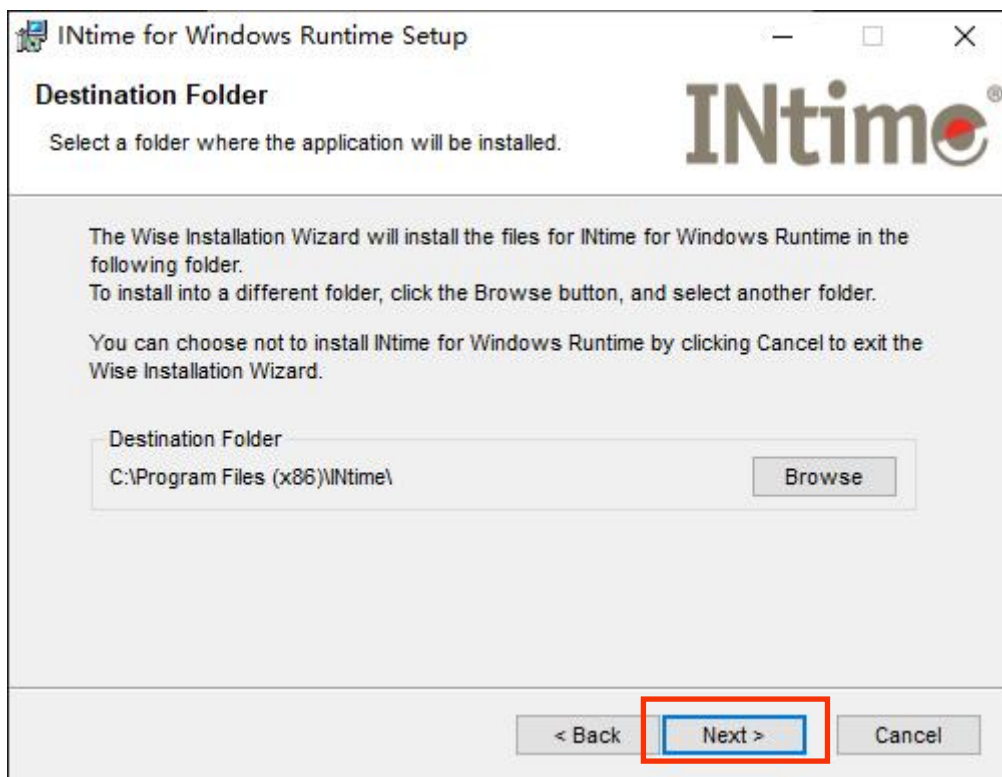 INtime for Windows Runtime Setup
Destination Folder
Select a folder where the application will be installed.
INtime®
The Wise Installation Wizard will install the files for INtime for Windows Runtime in the
following folder.
To install into a different folder, click the Browse button, and select another folder.
You can choose not to install INtime for Windows Runtime by clicking Cancel to exit the
Wise Installation Wizard.
Destination Folder
C:\Program Files (x86)\INtime\
Browse
< Back
Next >
Cancel